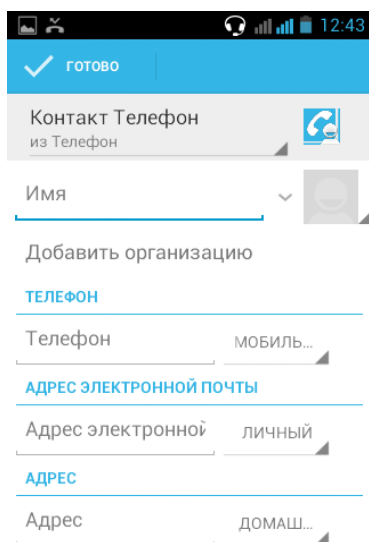 12:43
ГОТОВО
Контакт Телефон
из Телефон
Имя
Добавить организацию
ТЕЛЕФОН
Телефон МОБИЛЬ...
АДРЕС ЭЛЕКТРОННОЙ ПОЧТЫ
Адрес электронной ЛИЧНЫЙ
АДРЕС
Адрес ДОМАШ...